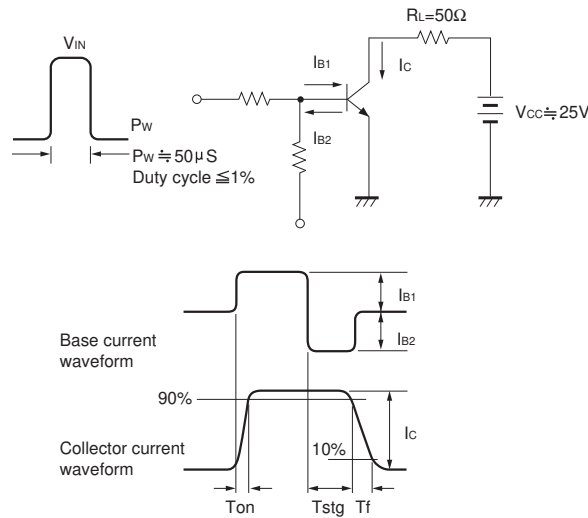 RL=50Ω
VIN
IB1
IC
VCC≒25V
PW
IB2
PW≒50μS
Duty cycle≦1%
IB1
IB2
Base current
waveform
90%
IC
Collector current
waveform
10%
Ton
Tstg
Tf